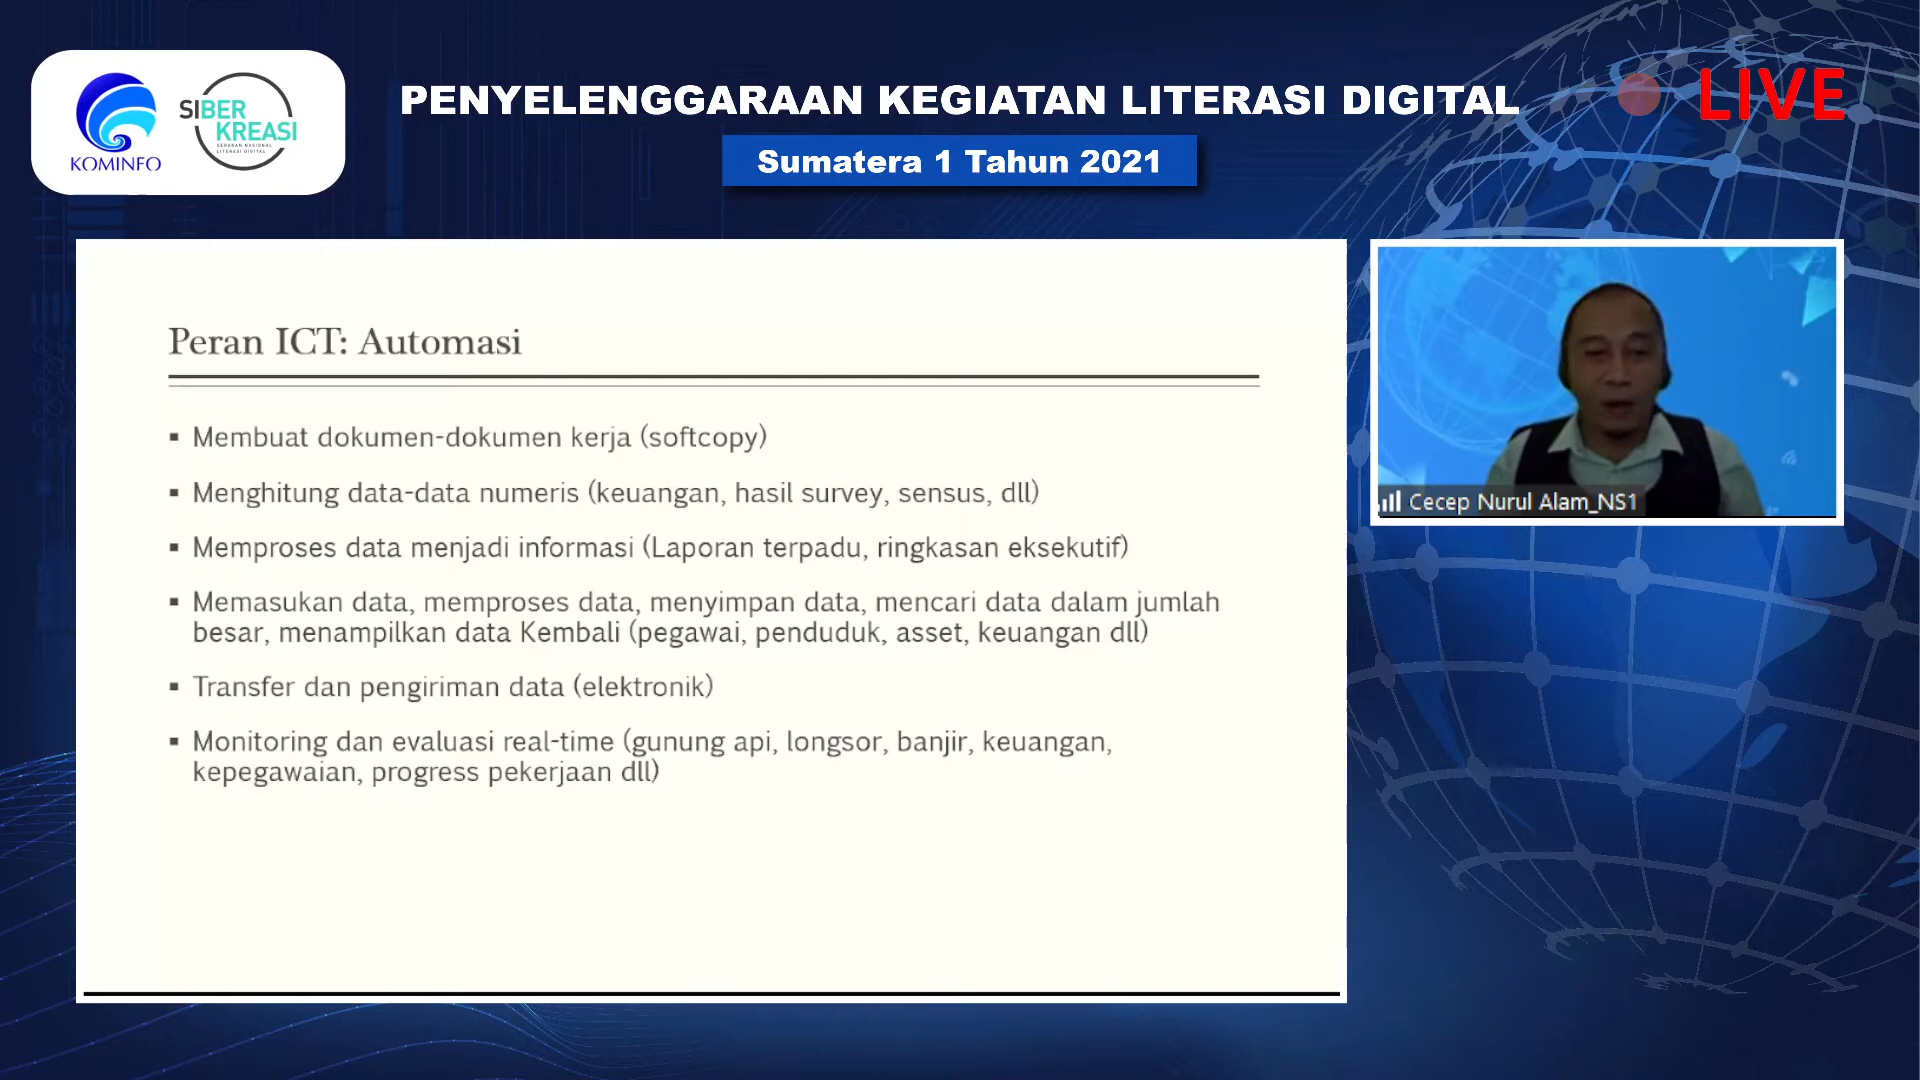 KOMINFO
SIBER
KREASI
GERAKAN NASIONAL
LITERASI DIGITAL
PENYELENGGARAAN KEGIATAN LITERASI DIGITAL
Sumatera 1 Tahun 2021
LIVE
Peran ICT: Automasi
▪ Membuat dokumen-dokumen kerja (softcopy)
▪ Menghitung data-data numeris (keuangan, hasil survey, sensus, dll)
▪ Memproses data menjadi informasi (Laporan terpadu, ringkasan eksekutif)
▪ Memasukan data, memproses data, menyimpan data, mencari data dalam jumlah
besar, menampilkan data Kembali (pegawai, penduduk, asset, keuangan dll)
▪ Transfer dan pengiriman data (elektronik)
▪ Monitoring dan evaluasi real-time (gunung api, longsor, banjir, keuangan,
kepegawaian, progress pekerjaan dll)
Cecep Nurul Alam_NS1